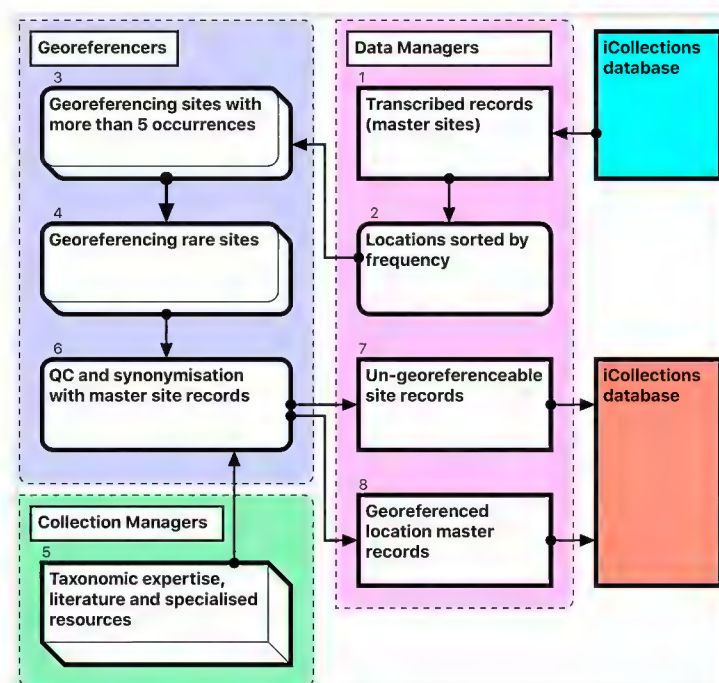 Georeferencers
3
Georeferencing sites with
more than 5 occurrences
4
Georeferencing rare sites
6
QC and synonymisation
with master site records
Collection Managers
5
Taxonomic expertise,
literature and specialised
resources
Data Managers
1
Transcribed records
(master sites)
2
Locations sorted by
frequency
7
Un-georeferenceable
site records
8
Georeferenced
location master
records
iCollections
database
iCollections
database